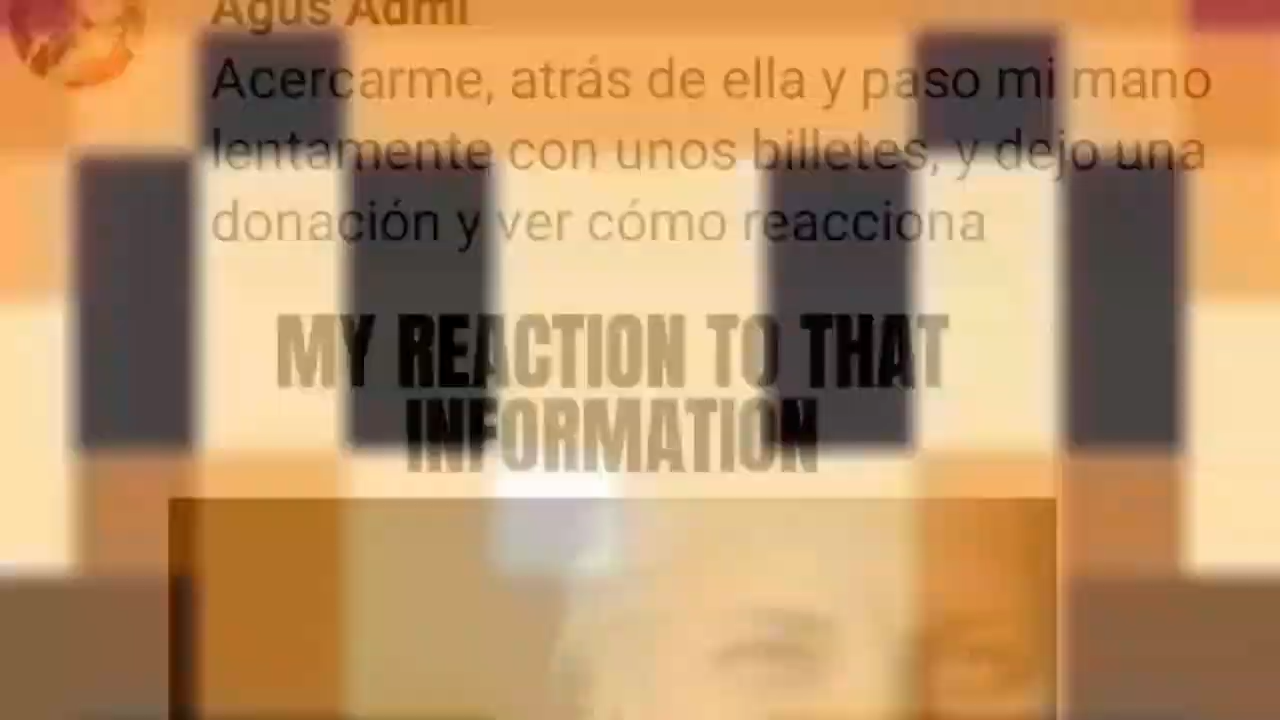 Agus Admi
Acercarme, atrás de ella y paso mi mano
lentamente con unos billetes, y dejo una
donación y ver cómo reacciona
MY REACTION TO THAT
INFORMATION